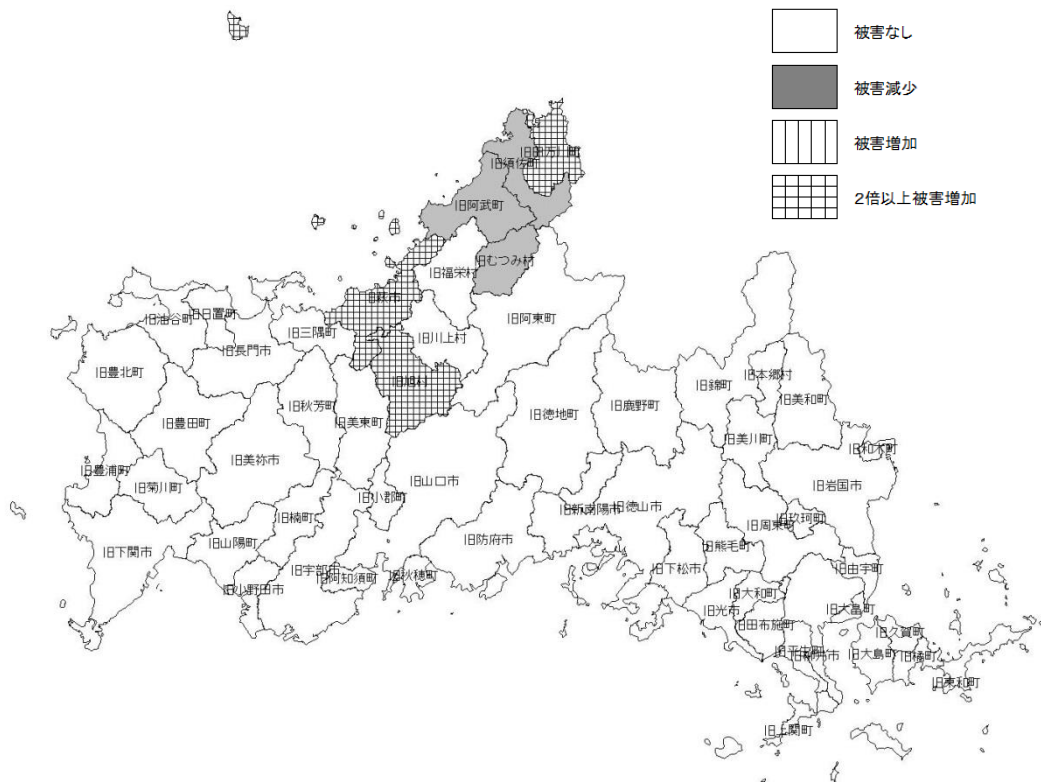 被害なし
被害減少
被害増加
2倍以上被害増加
旧田万川町
旧須佐町
旧阿武町
旧むつみ村
旧福栄村
旧萩市
旧阿東町
旧日置町
旧油谷町
旧三隅町
旧川上村
旧長門市
旧豊北町
旧旭村
旧本郷村
旧錦町
旧美和町
旧秋芳町
旧鹿野町
旧徳地町
旧豊田町
旧美東町
旧美川町
旧和木町
旧美祢市
旧豊浦町
旧菊川町
旧山口市
旧岩国市
旧小郡町
旧新南陽市
旧徳山市
旧楠町
旧周東町
旧玖珂町
旧防府市
旧山陽町
旧熊毛町
旧下関市
旧宇部市
旧阿知須町
旧秋穂町
旧下松市
旧由宇町
旧小野田市
旧大和町
旧光市
旧大畠町
旧田布施町
旧久賀町
旧平生町
旧柳井市
旧大島町
旧橘町
旧東和町
旧上関町